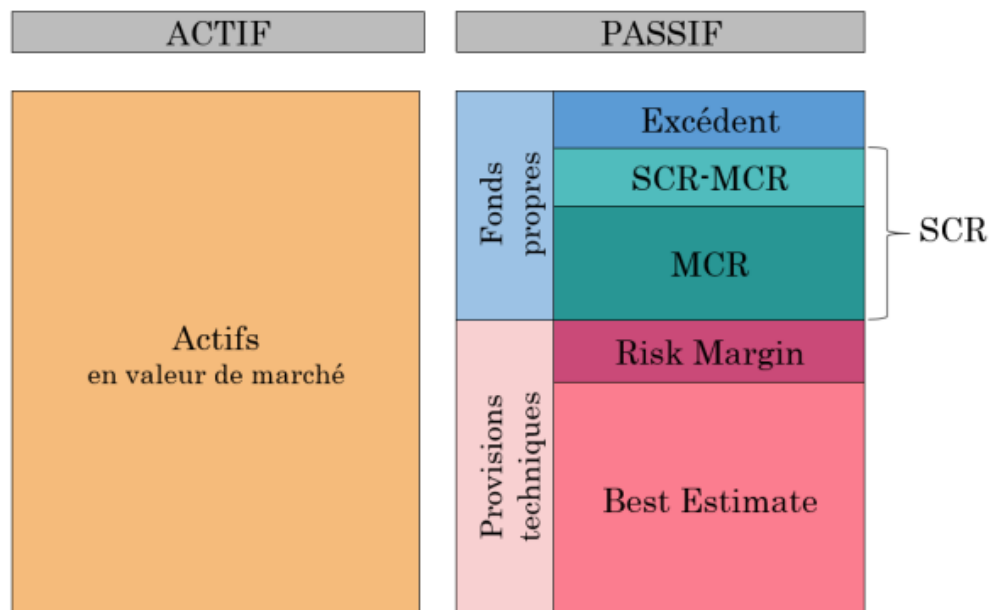 ACTIF
PASSIF
Actifs
en valeur de marché
Fonds
propres
Excédent
SCR-MCR
MCR
SCR
Provisions
techniques
Risk Margin
Best Estimate